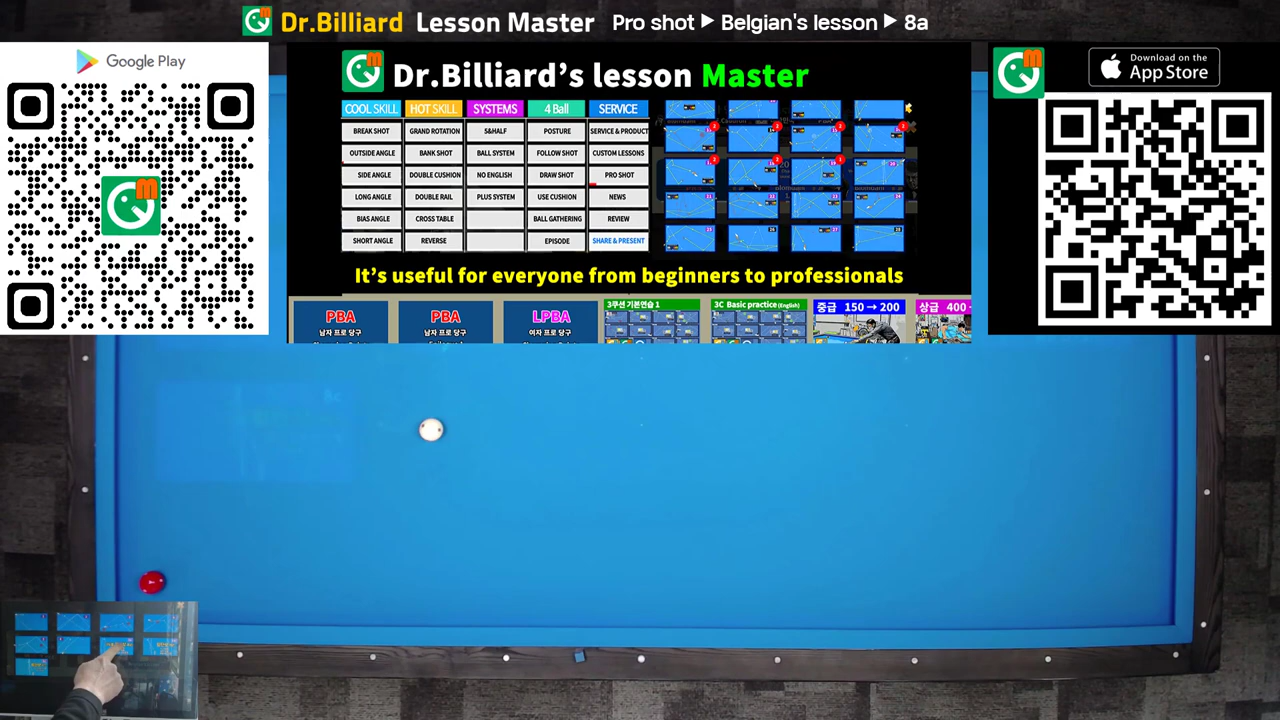 Dr.Billiard Lesson Master Pro shot ▶ Belgian's lesson ▶ 8a
Google Play
Dr.Billiard's lesson Master
COOL SKILL HOT SKILL SYSTEMS 4 Ball SERVICE
BREAK SHOT GRAND ROTATION 5&HALF POSTURE SERVICE & PRODUCT
OUTSIDE ANGLE BANK SHOT BALL SYSTEM FOLLOW SHOT CUSTOM LESSONS
SIDE ANGLE DOUBLE CUSHION NO ENGLISH DRAW SHOT PRO SHOT
LONG ANGLE DOUBLE RAIL PLUS SYSTEM USE CUSHION NEWS
BIAS ANGLE CROSS TABLE BALL GATHERING REVIEW
SHORT ANGLE REVERSE EPISODE SHARE & PRESENT
It's useful for everyone from beginners to professionals
PBA
남자 프로 당구
PBA
남자 프로 당구
LPBA
여자 프로 당구
3쿠션 기본연습 1
3C Basic practice (English)
중급 150 → 200
상급 400
Download on the
App Store